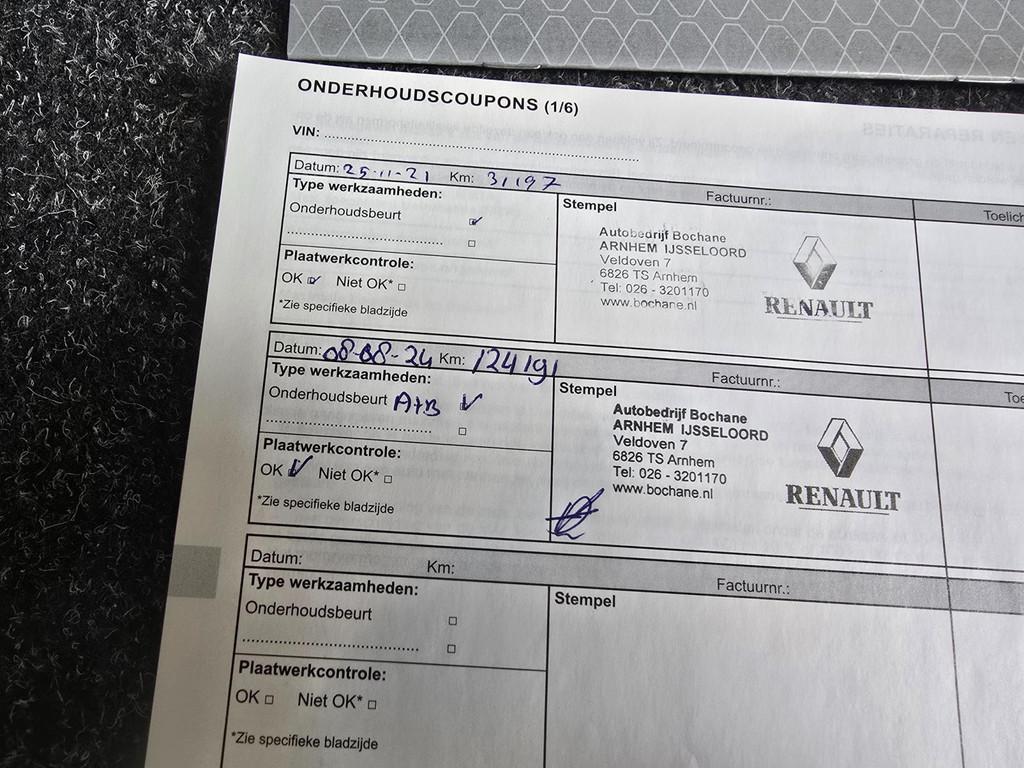 ONDERHOUDSCOUPONS (1/6)
VIN: ..........
EN REPARATIES
Datum: 25-11-21 Km: 31197
Factuurnr.:
Toelich
Type werkzaamheden:
Onderhoudsbeurt
Plaatwerkcontrole:
OK Niet OK*
*Zie specifieke bladzijde
Stempel
Autobedrijf Bochane
ARNHEM IJSSELOORD
Veldoven 7
6826 TS Arnhem
Tel: 026 - 3201170
www.bochane.nl
RENAULT
Datum: 08-08-24 Km: 124191
Factuurnr.:
Toe
Type werkzaamheden:
Onderhoudsbeurt A+B
Plaatwerkcontrole:
OK Niet OK*
*Zie specifieke bladzijde
Stempel
Autobedrijf Bochane
ARNHEM IJSSELOORD
Veldoven 7
6826 TS Arnhem
Tel: 026 - 3201170
www.bochane.nl
RENAULT
Datum: Km:
Factuurnr.:
Type werkzaamheden:
Onderhoudsbeurt
Plaatwerkcontrole:
OK Niet OK*
*Zie specifieke bladzijde
Stempel